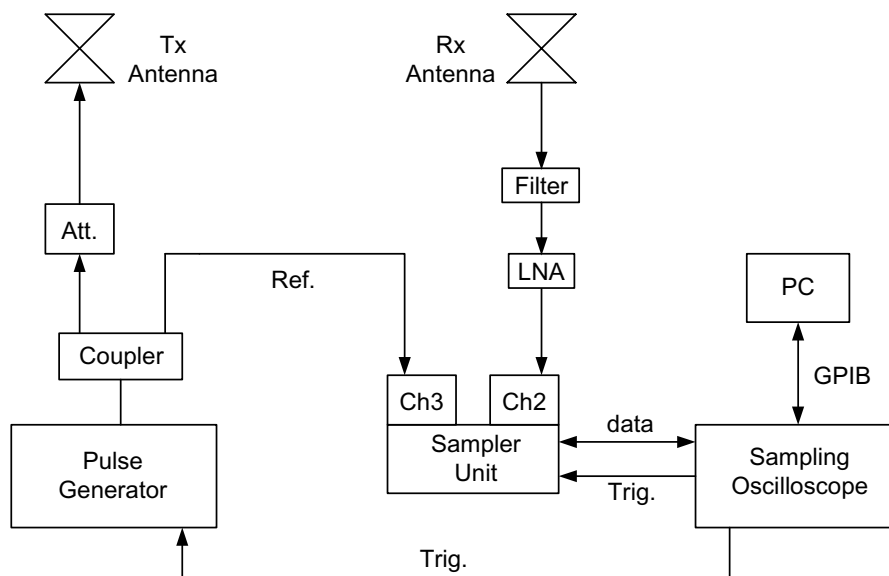 Tx
Antenna
Rx
Antenna
Filter
Att.
LNA
Ref.
PC
Coupler
GPIB
Ch3
Ch2
data
Pulse
Generator
Sampler
Unit
Sampling
Oscilloscope
Trig.
Trig.